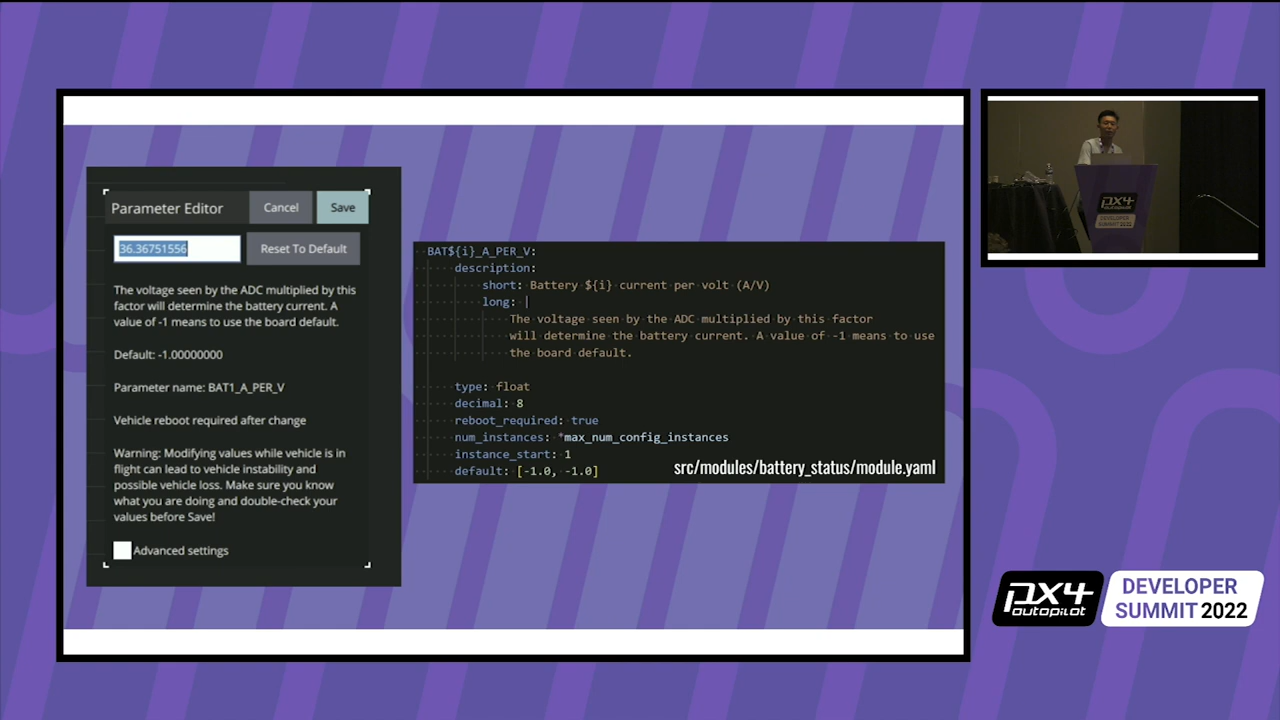 Parameter Editor
Cancel
Save
36.36751556
Reset To Default
The voltage seen by the ADC multiplied by this
factor will determine the battery current. A
value of -1 means to use the board default.
Default: -1.00000000
Parameter name: BAT1_A_PER_V
Vehicle reboot required after change
Warning: Modifying values while vehicle is in
flight can lead to vehicle instability and
possible vehicle loss. Make sure you know
what you are doing and double-check your
values before Save!
Advanced settings
BAT${i}_A_PER_V:
description:
short: Battery ${i} current per volt (A/V)
long: |
The voltage seen by the ADC multiplied by this factor
will determine the battery current. A value of -1 means to use
the board default.
type: float
decimal: 8
reboot_required: true
num_instances: *max_num_config_instances
instance_start: 1
default: [-1.0, -1.0]
src/modules/battery_status/module.yaml
PX4
autopilot
DEVELOPER
SUMMIT 2022
PX4
autopilot
DEVELOPER
SUMMIT 2022